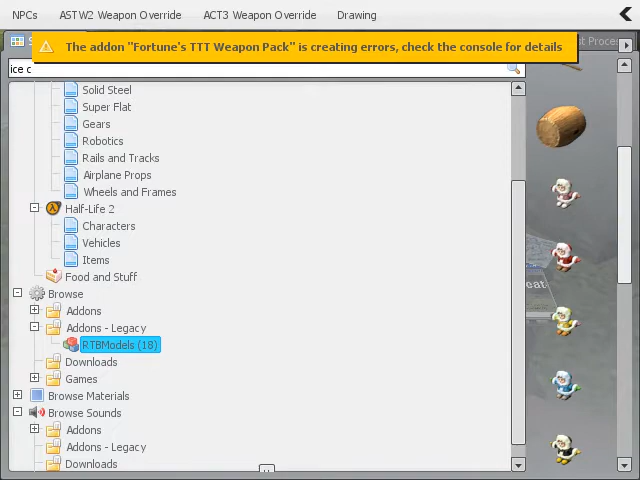 NPCs ASTW2 Weapon Override ACT3 Weapon Override Drawing
The addon "Fortune's TTT Weapon Pack" is creating errors, check the console for details
ice c
Solid Steel
Super Flat
Gears
Robotics
Rails and Tracks
Airplane Props
Wheels and Frames
Half-Life 2
Characters
Vehicles
Items
Food and Stuff
Browse
Addons
Addons - Legacy
RTBModels (18)
Downloads
Games
Browse Materials
Browse Sounds
Addons
Addons - Legacy
Downloads